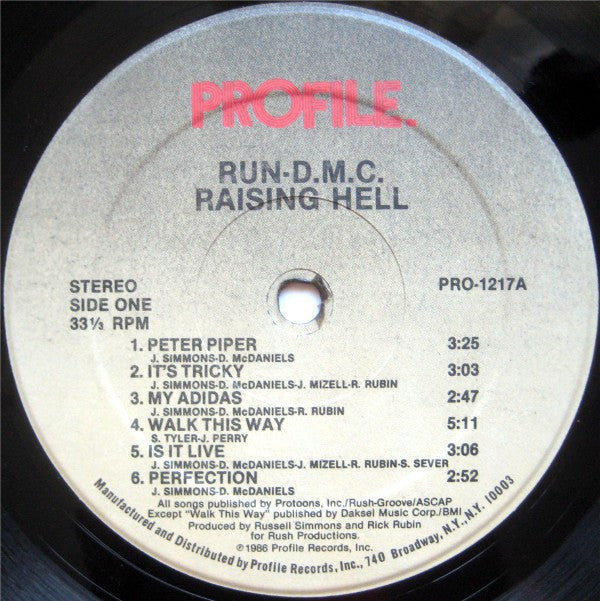 PROFILE.
RUN-D.M.C.
RAISING HELL
STEREO
SIDE ONE
33⅓ RPM
PRO-1217A
1. PETER PIPER 3:25
J. SIMMONS-D. McDANIELS
2. IT'S TRICKY 3:03
J. SIMMONS-D. McDANIELS-J. MIZELL-R. RUBIN
3. MY ADIDAS 2:47
J. SIMMONS-D. McDANIELS-R. RUBIN
4. WALK THIS WAY 5:11
S. TYLER-J. PERRY
5. IS IT LIVE 3:06
J. SIMMONS-D. McDANIELS-J. MIZELL-R. RUBIN-S. SEVER
6. PERFECTION 2:52
J. SIMMONS-D. McDANIELS
All songs published by Protoons, Inc./Rush-Groove/ASCAP
Except "Walk This Way" published by Daksel Music Corp./BMI
Produced by Russell Simmons and Rick Rubin
for Rush Productions.
℗1986 Profile Records, Inc.
Manufactured and Distributed by Profile Records, Inc., 740 Broadway, N.Y., N.Y. 10003